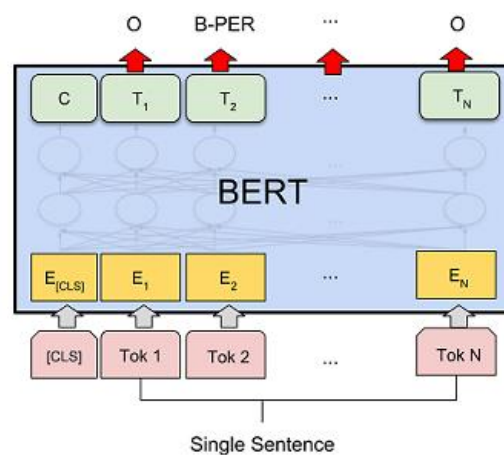 O B-PER ... O
C T1 T2 ... TN
...
BERT
...
E[CLS] E1 E2 ... EN
[CLS] Tok 1 Tok 2 ... Tok N
Single Sentence